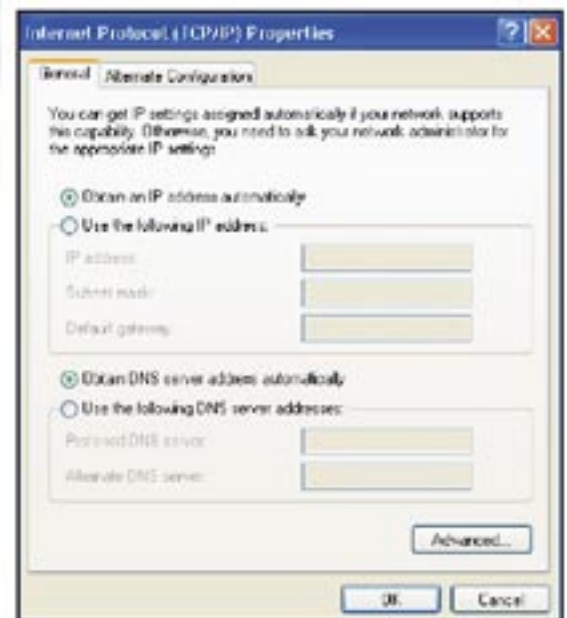 Internet Protocol (TCP/IP) Properties
General
Alternate Configuration
You can get IP settings assigned automatically if your network supports
this capability. Otherwise, you need to ask your network administrator for
the appropriate IP settings.
Obtain an IP address automatically
Use the following IP address:
IP address:
Subnet mask:
Default gateway:
Obtain DNS server address automatically
Use the following DNS server addresses:
Preferred DNS server:
Alternate DNS server:
Advanced...
OK
Cancel